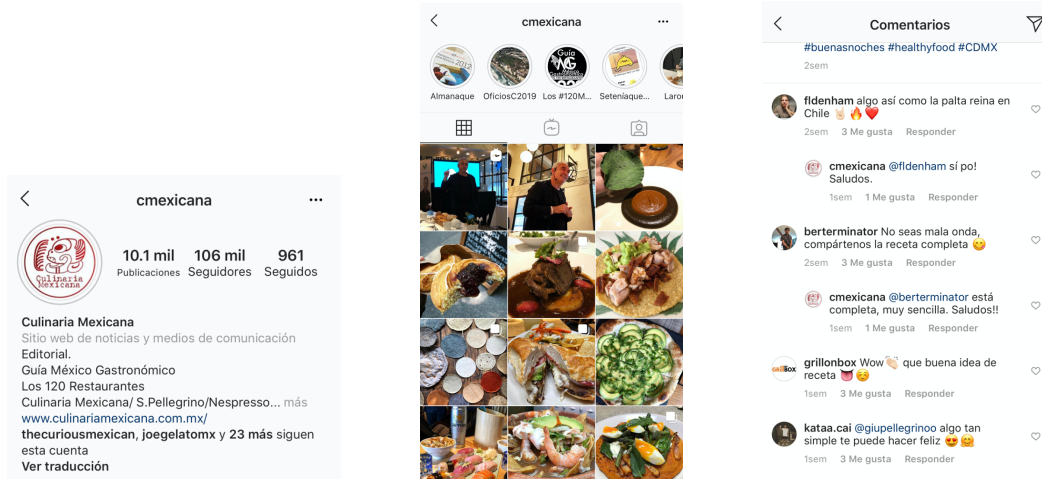 cmexicana
10.1 mil 106 mil 961
Publicaciones Seguidores Seguidos
Culinaria
Mexicana
Culinaria Mexicana
Sitio web de noticias y medios de comunicación
Editorial.
Guía México Gastronómico
Los 120 Restaurantes
Culinaria Mexicana/ S.Pellegrino/Nespresso... más
www.culinariamexicana.com.mx/
thecuriousmexican, joegelatomx y 23 más siguen
esta cuenta
Ver traducción
cmexicana
Guía
Almanaque OficiosC2019 Los #120M... Seteníaque... Larou
Comentarios
#buenasnoches #healthyfood #CDMX
2sem
fldenham algo así como la palta reina en
Chile 🤘🏻🔥❤️
2sem 3 Me gusta Responder
cmexicana @fldenham sí po!
Saludos.
1sem 1 Me gusta Responder
berterminator No seas mala onda,
compártenos la receta completa 😋
2sem 3 Me gusta Responder
cmexicana @berterminator está
completa, muy sencilla. Saludos!!
1sem 1 Me gusta Responder
grillonbox Wow👏🏻 que buena idea de
receta 👅☺️
1sem 3 Me gusta Responder
kataa.cai @giupellegrinoo algo tan
simple te puede hacer feliz 😍🤗
1sem 3 Me gusta Responder